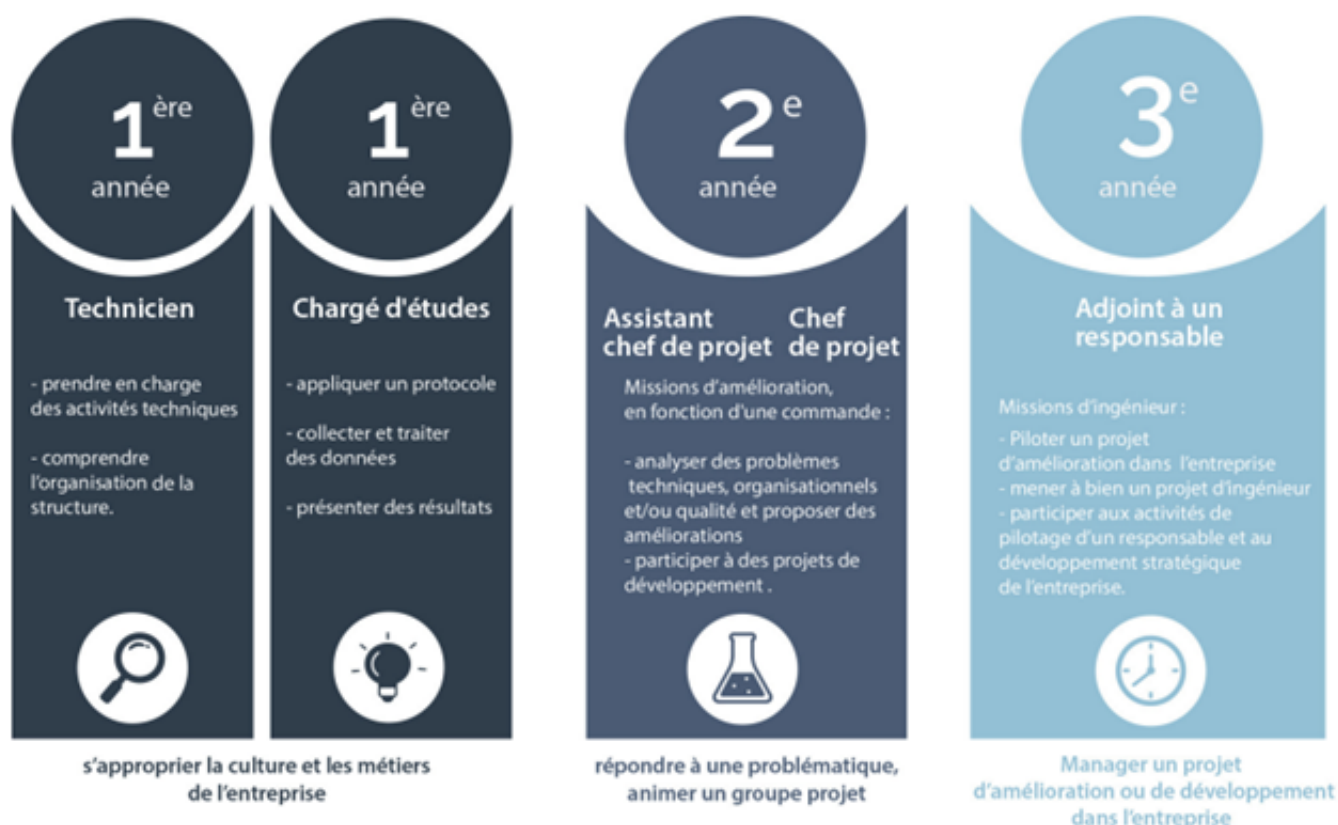 1ère
année
Technicien
- prendre en charge
des activités techniques
- comprendre
l'organisation de la
structure.
1ère
année
Chargé d'études
- appliquer un protocole
- collecter et traiter
des données
- présenter des résultats
s'approprier la culture et les métiers
de l'entreprise
2e
année
Assistant
chef de projet
Chef
de projet
Missions d'amélioration,
en fonction d'une commande :
- analyser des problèmes
techniques, organisationnels
et/ou qualité et proposer des
améliorations
- participer à des projets de
développement .
répondre à une problématique,
animer un groupe projet
3e
année
Adjoint à un
responsable
Missions d'ingénieur :
- Piloter un projet
d'amélioration dans l'entreprise
- mener à bien un projet d'ingénieur
- participer aux activités de
pilotage d'un responsable et au
développement stratégique
de l'entreprise.
Manager un projet
d'amélioration ou de développement
dans l'entreprise